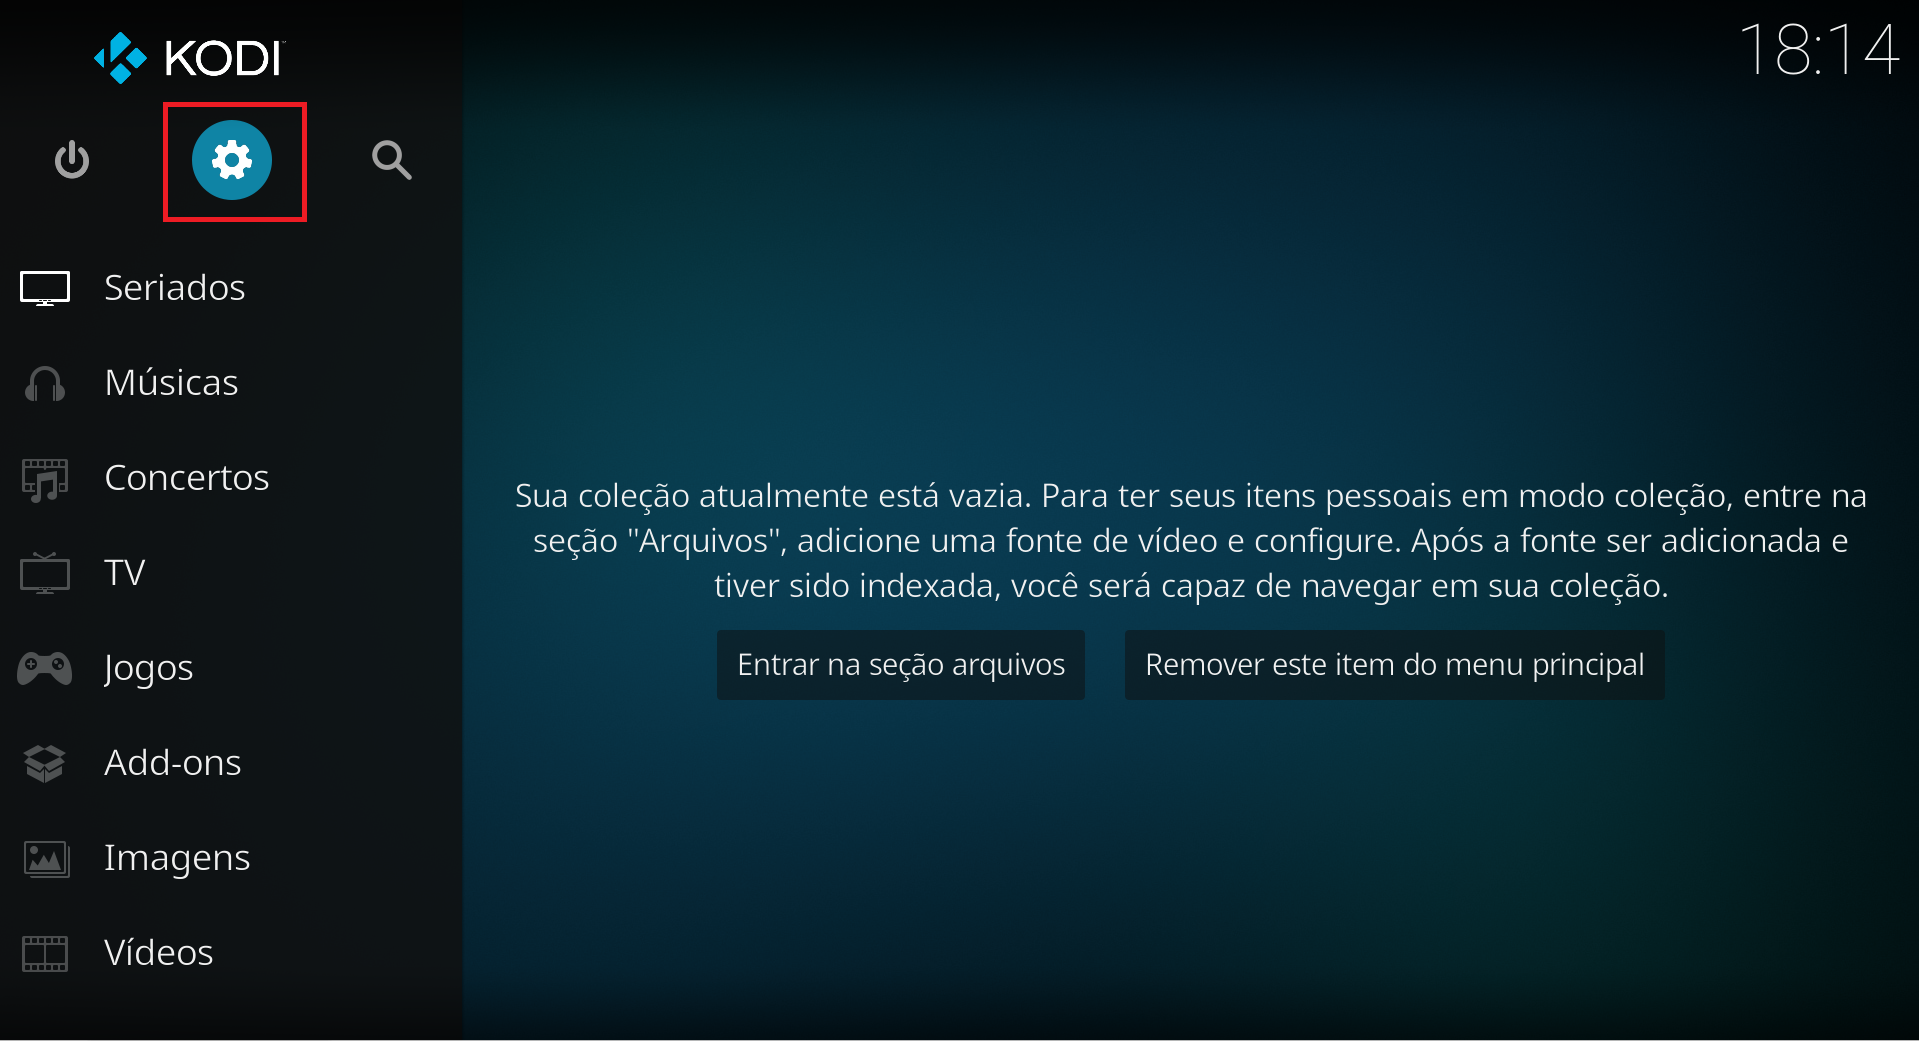 KODI
18:14
Seriados
Músicas
Concertos
TV
Jogos
Add-ons
Imagens
Vídeos
Sua coleção atualmente está vazia. Para ter seus itens pessoais em modo coleção, entre na
seção "Arquivos", adicione uma fonte de vídeo e configure. Após a fonte ser adicionada e
tiver sido indexada, você será capaz de navegar em sua coleção.
Entrar na seção arquivos
Remover este item do menu principal